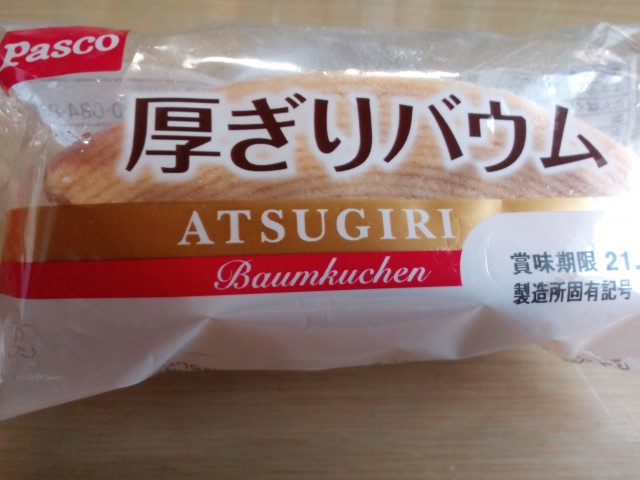 Pasco
厚ぎりバウム
ATSUGIRI
Baumkuchen
賞味期限 21.
製造所固有記号